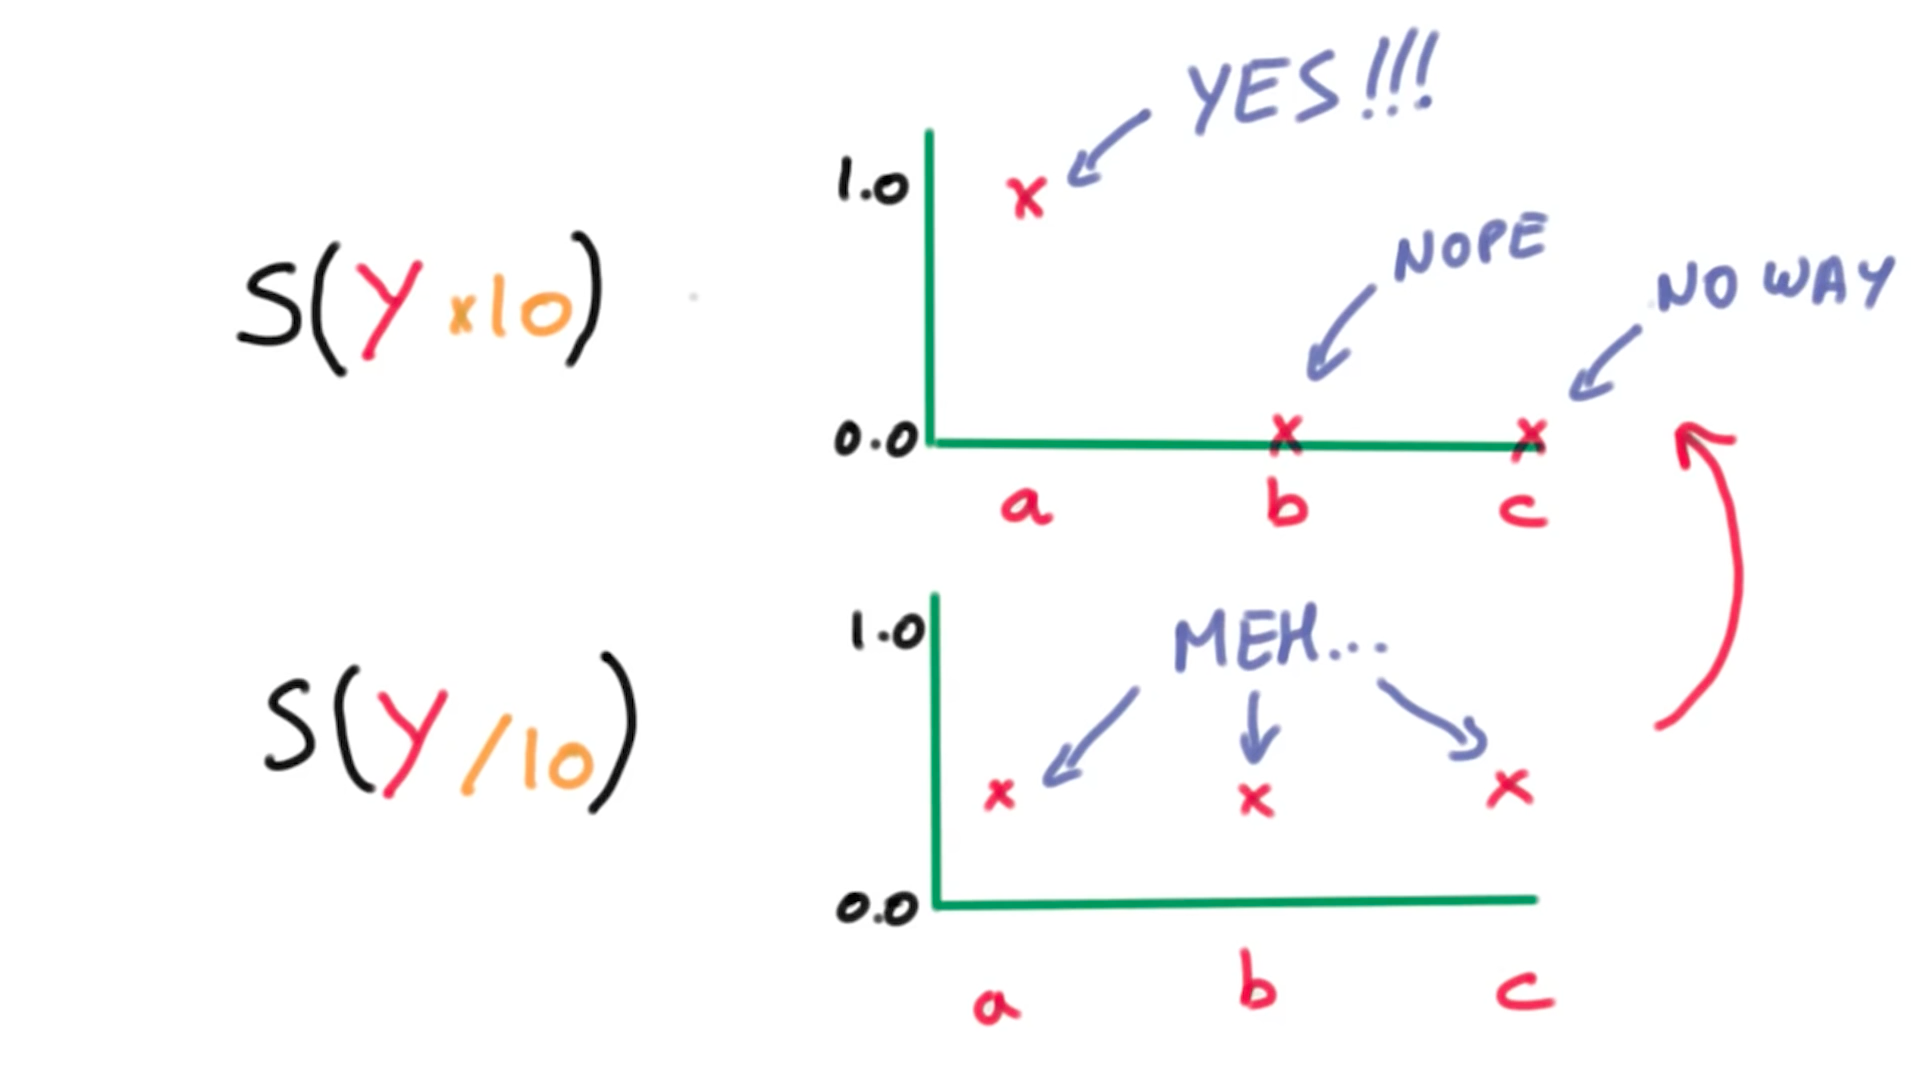 S(Y x10)
YES!!!
1.0
NOPE
NO WAY
0.0
a b c
S(Y /10)
MEH...
1.0
0.0
a b c